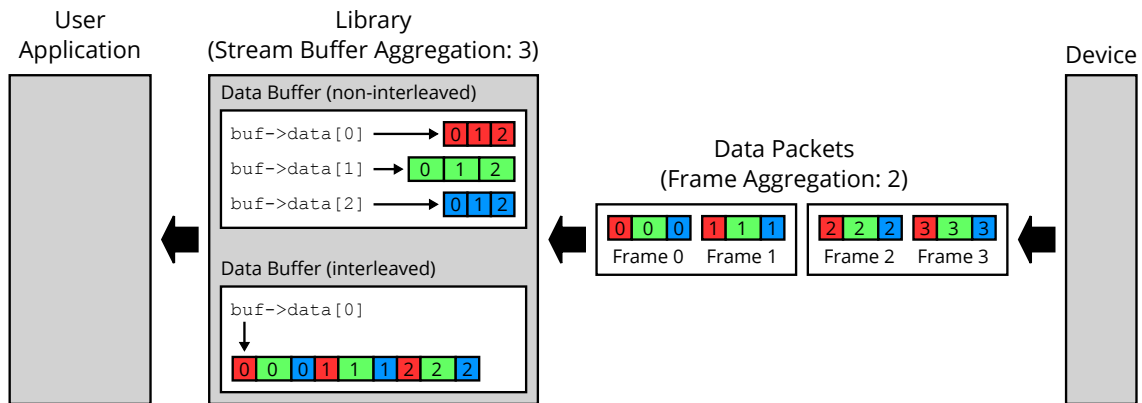 User
Application
Library
(Stream Buffer Aggregation: 3)
Data Buffer (non-interleaved)
buf->data[0]
0 1 2
buf->data[1]
0 1 2
buf->data[2]
0 1 2
Data Buffer (interleaved)
buf->data[0]
0 0 0 1 1 1 2 2 2
Data Packets
(Frame Aggregation: 2)
0 0 0 1 1 1
Frame 0 Frame 1
2 2 2 3 3 3
Frame 2 Frame 3
Device